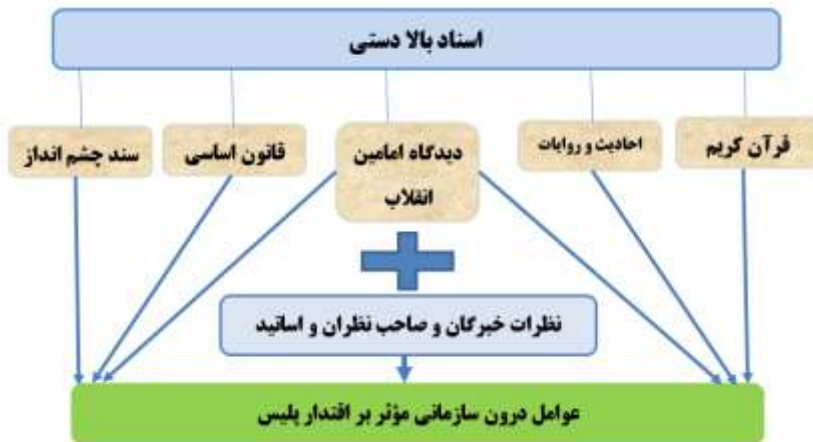 اسناد بالا دستی
قرآن کریم
احادیث و روایات
دیدگاه امامین
انقلاب
قانون اساسی
سند چشم انداز
نظرات خبرگان و صاحب نظران و اساتید
عوامل درون سازمانی مؤثر بر اقتدار پلیس